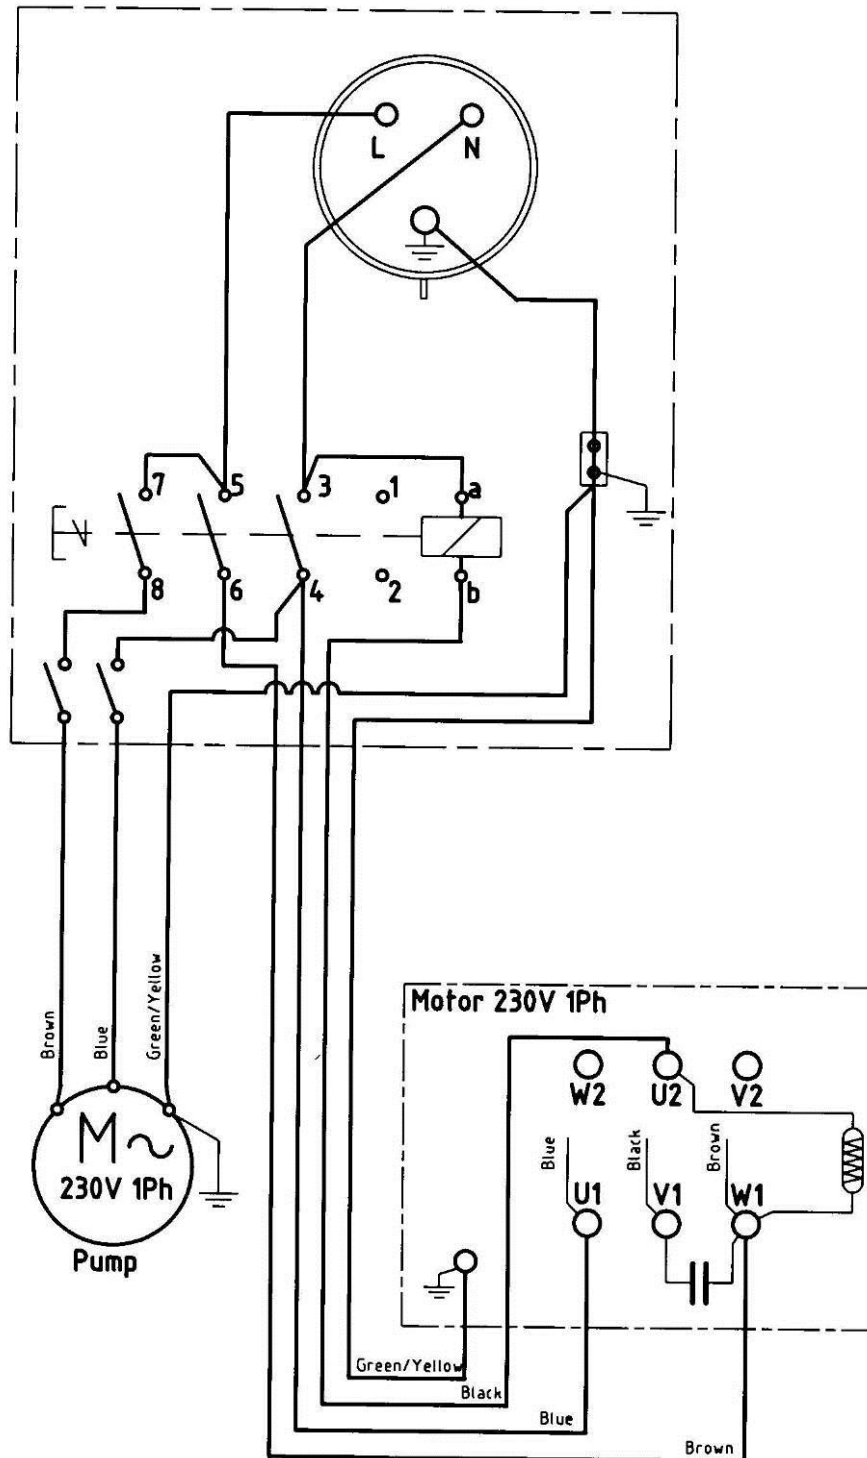 L N
7 5 3 1 a
8 6 4 2 b
Brown
Blue
Green/Yellow
M
230V 1Ph
Pump
Motor 230V 1Ph
W2 U2 V2
Blue
Black
Brown
U1 V1 W1
Green/Yellow
Black
Blue
Brown